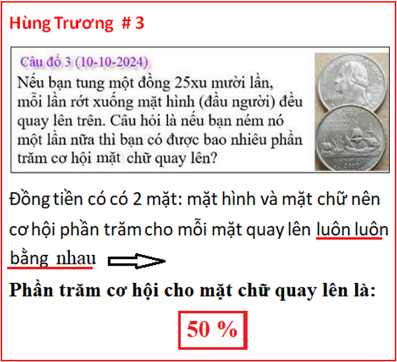 Hùng Trương # 3
Câu đố 3 (10-10-2024)
Nếu bạn tung một đồng 25xu mười lần,
mỗi lần rớt xuống mặt hình (đầu người) đều
quay lên trên. Câu hỏi là nếu bạn ném nó
một lần nữa thì bạn có được bao nhiêu phần
trăm cơ hội mặt chữ quay lên?
Đồng tiền có có 2 mặt: mặt hình và mặt chữ nên
cơ hội phần trăm cho mỗi mặt quay lên luôn luôn
bằng nhau
Phần trăm cơ hội cho mặt chữ quay lên là:
50 %